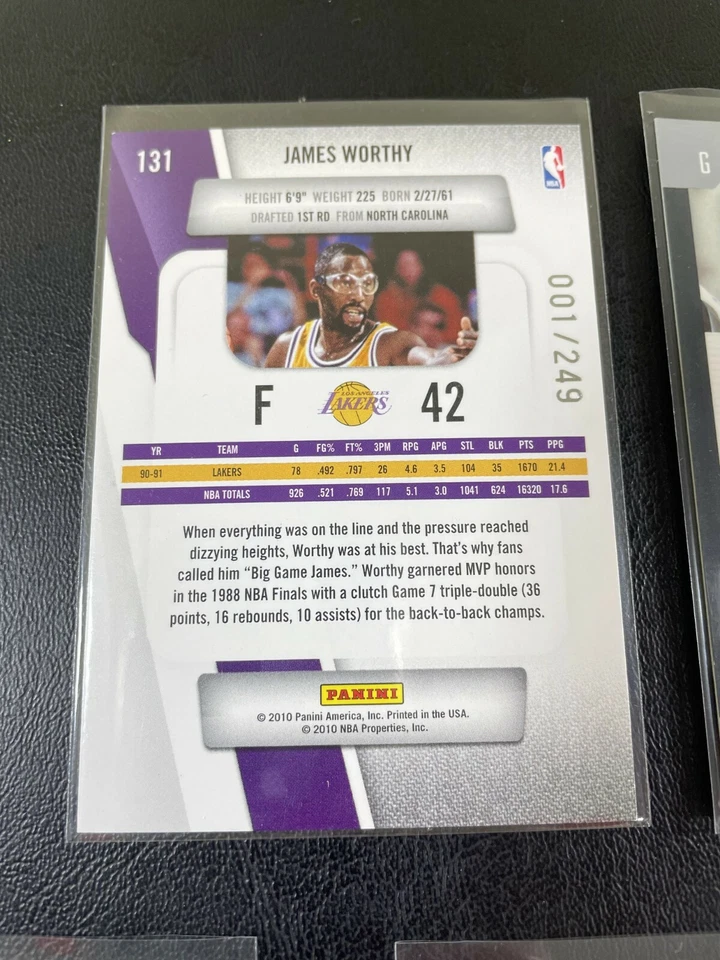 131
JAMES WORTHY
NBA
G
HEIGHT 6'9" WEIGHT 225 BORN 2/27/61
DRAFTED 1ST RD FROM NORTH CAROLINA
001/249
F
LOS ANGELES
LAKERS
42
YR TEAM G FG% FT% 3PM RPG APG STL BLK PTS PPG
90-91 LAKERS 78 .492 .797 26 4.6 3.5 104 35 1670 21.4
NBA TOTALS 926 .521 .769 117 5.1 3.0 1041 624 16320 17.6
When everything was on the line and the pressure reached
dizzying heights, Worthy was at his best. That's why fans
called him “Big Game James.” Worthy garnered MVP honors
in the 1988 NBA Finals with a clutch Game 7 triple-double (36
points, 16 rebounds, 10 assists) for the back-to-back champs.
PANINI
© 2010 Panini America, Inc. Printed in the USA.
© 2010 NBA Properties, Inc.